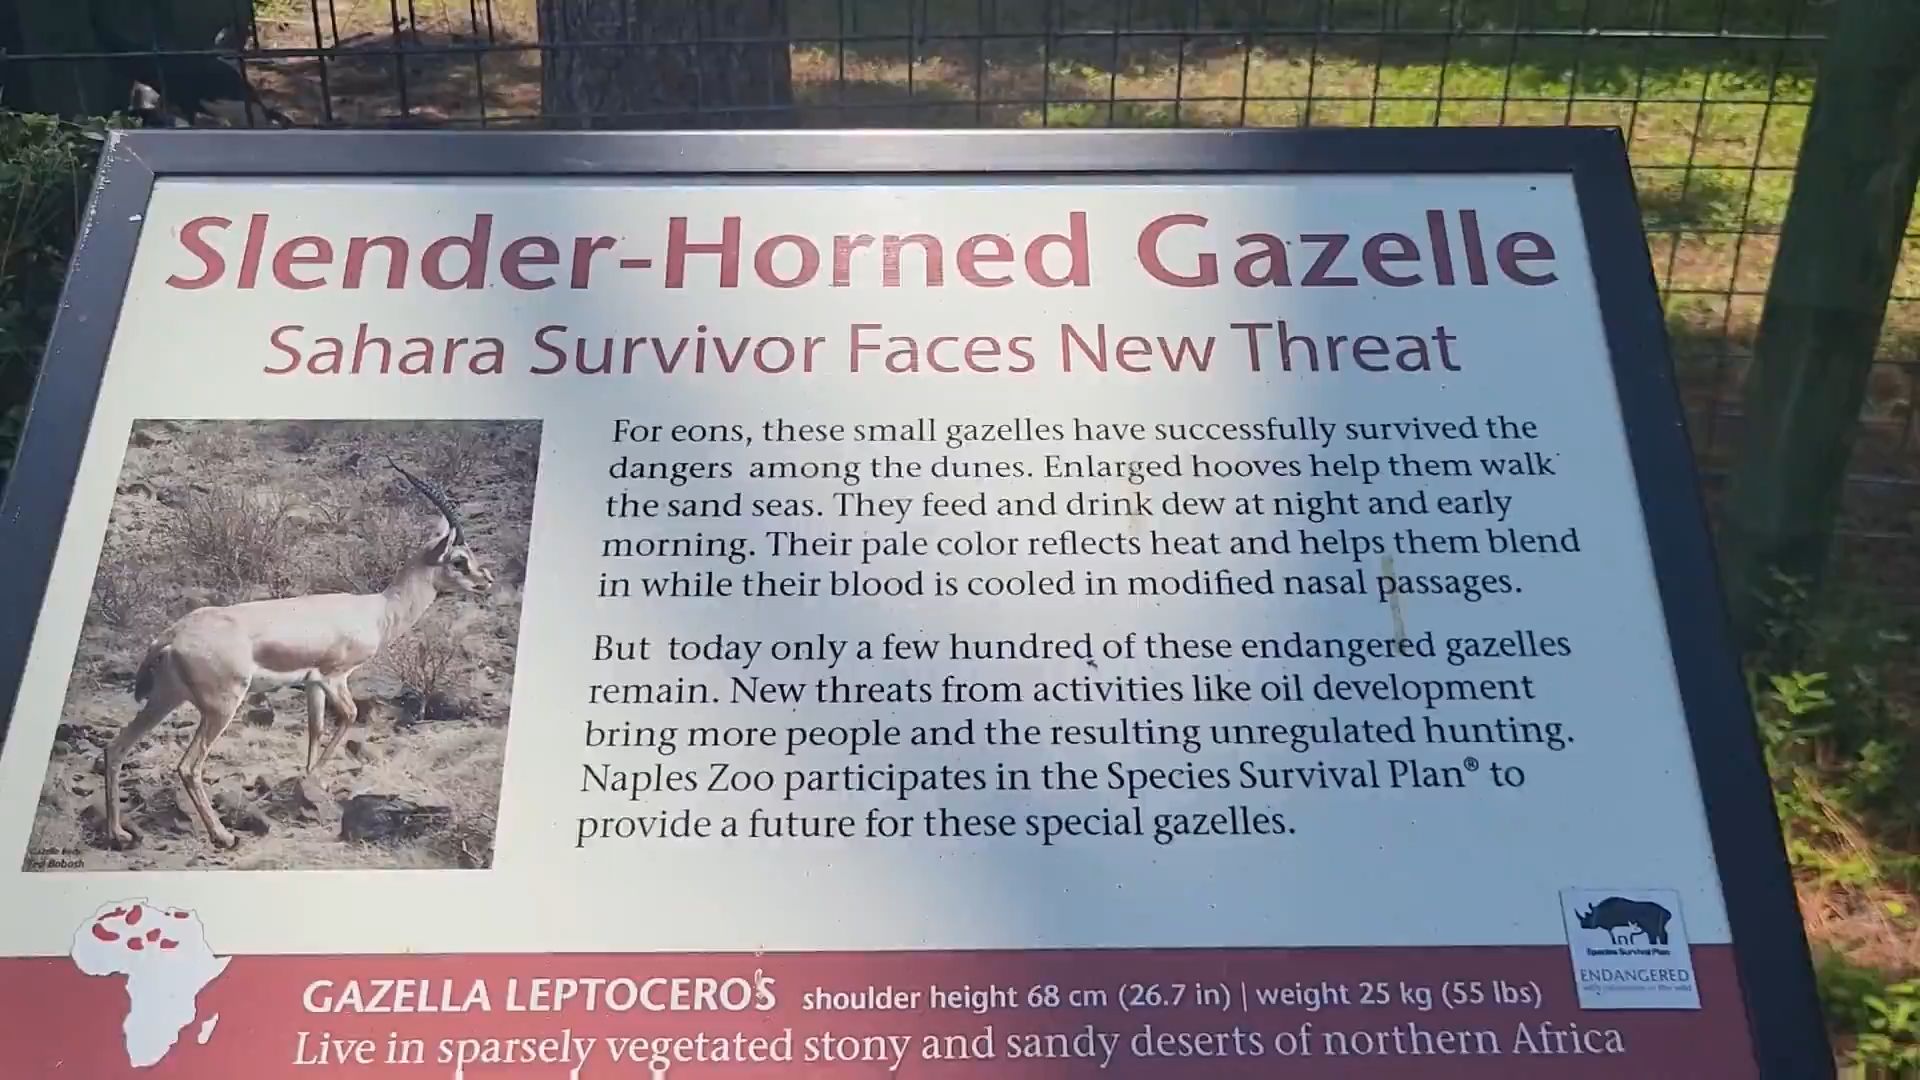 Slender-Horned Gazelle
Sahara Survivor Faces New Threat
For eons, these small gazelles have successfully survived the
dangers among the dunes. Enlarged hooves help them walk
the sand seas. They feed and drink dew at night and early
morning. Their pale color reflects heat and helps them blend
in while their blood is cooled in modified nasal passages.
But today only a few hundred of these endangered gazelles
remain. New threats from activities like oil development
bring more people and the resulting unregulated hunting.
Naples Zoo participates in the Species Survival Plan® to
provide a future for these special gazelles.
Bobosh
Species Survival Plan
ENDANGERED
GAZELLA LEPTOCEROS shoulder height 68 cm (26.7 in) | weight 25 kg (55 lbs)
Live in sparsely vegetated stony and sandy deserts of northern Africa